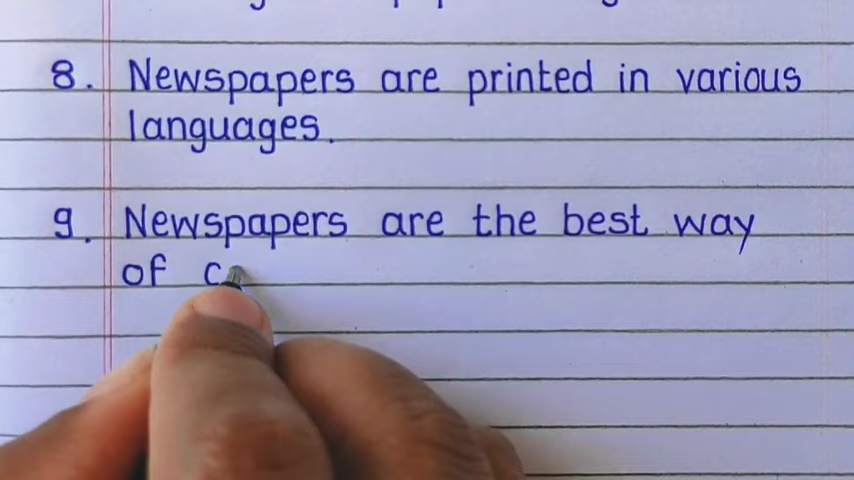 8. Newspapers are printed in various
languages.
9. Newspapers are the best way
of c